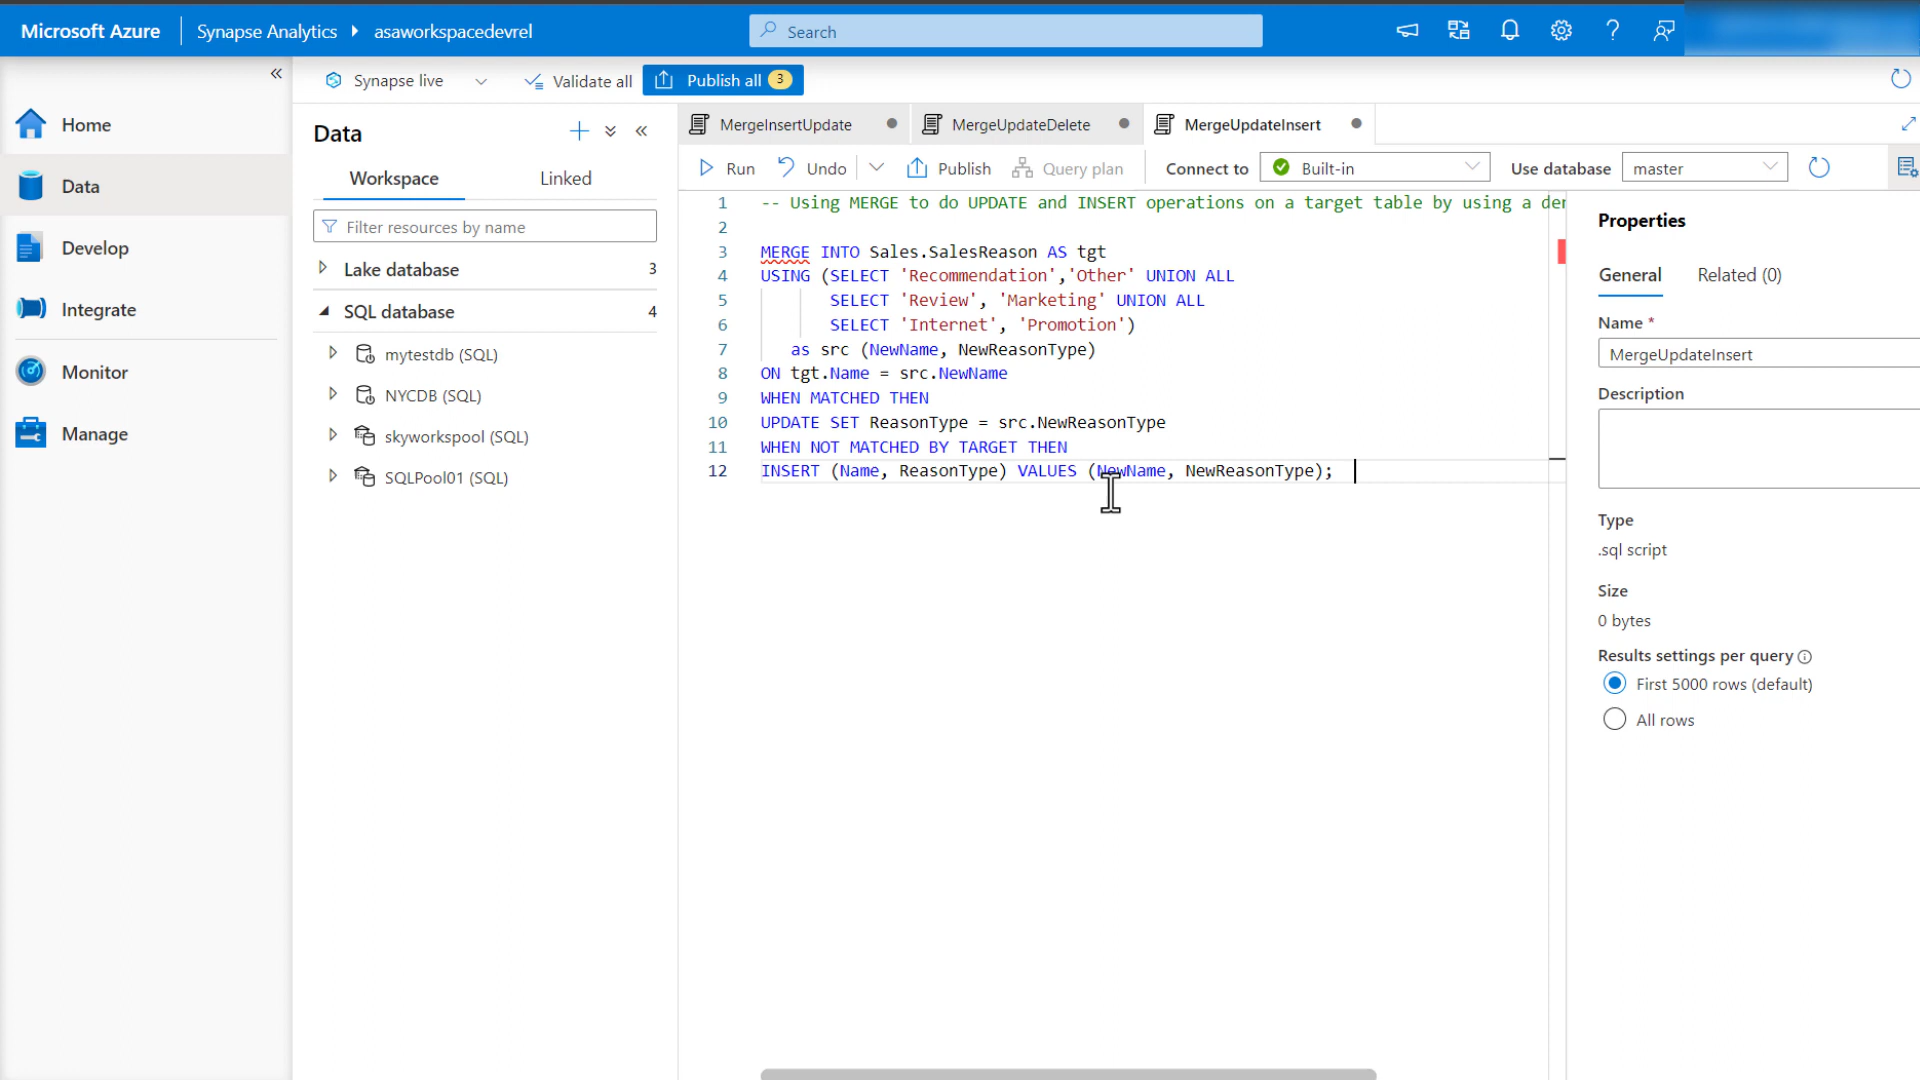 Microsoft Azure
Synapse Analytics
asaworkspacedevrel
Search
Synapse live
Validate all
Publish all 3
Home
Data
Develop
Integrate
Monitor
Manage
Data
Workspace
Linked
Filter resources by name
Lake database 3
SQL database 4
mytestdb (SQL)
NYCDB (SQL)
skyworkspool (SQL)
SQLPool01 (SQL)
MergeInsertUpdate
MergeUpdateDelete
MergeUpdateInsert
Run
Undo
Publish
Query plan
Connect to
Built-in
Use database
master
1 -- Using MERGE to do UPDATE and INSERT operations on a target table by using a der
2
3 MERGE INTO Sales.SalesReason AS tgt
4 USING (SELECT 'Recommendation','Other' UNION ALL
5 SELECT 'Review', 'Marketing' UNION ALL
6 SELECT 'Internet', 'Promotion')
7 as src (NewName, NewReasonType)
8 ON tgt.Name = src.NewName
9 WHEN MATCHED THEN
10 UPDATE SET ReasonType = src.NewReasonType
11 WHEN NOT MATCHED BY TARGET THEN
12 INSERT (Name, ReasonType) VALUES (NewName, NewReasonType);
Properties
General
Related (0)
Name *
MergeUpdateInsert
Description
Type
.sql script
Size
0 bytes
Results settings per query
First 5000 rows (default)
All rows